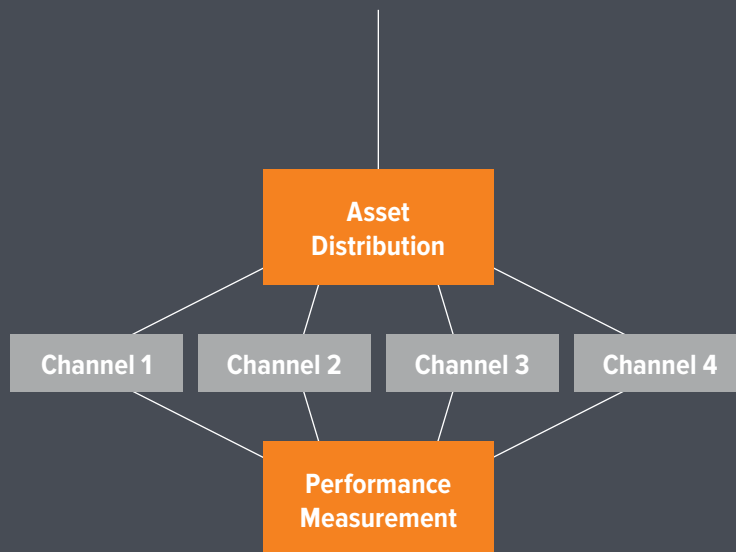 Asset
Distribution
Channel 1
Channel 2
Channel 3
Channel 4
Performance
Measurement